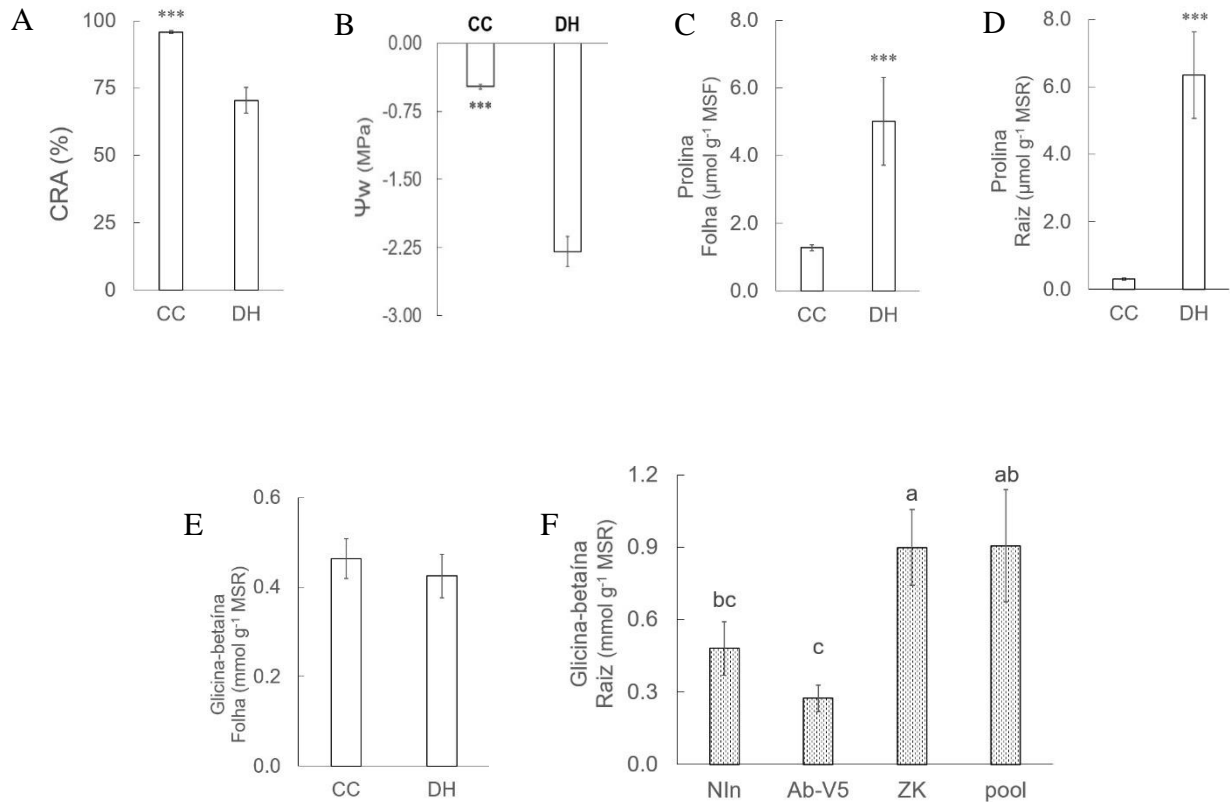 A
CRA (%)
100
75
50
25
0
***
CC
DH
B
Ψw (MPa)
CC
DH
0.00
-0.75
-1.50
-2.25
-3.00
***
C
Prolina
Folha (µmol g⁻¹ MSF)
8.0
6.0
4.0
2.0
0.0
***
CC
DH
D
Prolina
Raiz (µmol g⁻¹ MSR)
8.0
6.0
4.0
2.0
0.0
***
CC
DH
E
Glicina-betaína
Folha (mmol g⁻¹ MSR)
0.6
0.4
0.2
0.0
CC
DH
F
Glicina-betaína
Raiz (mmol g⁻¹ MSR)
1.2
0.9
0.6
0.3
0.0
bc
c
a
ab
NIn
Ab-V5
ZK
pool